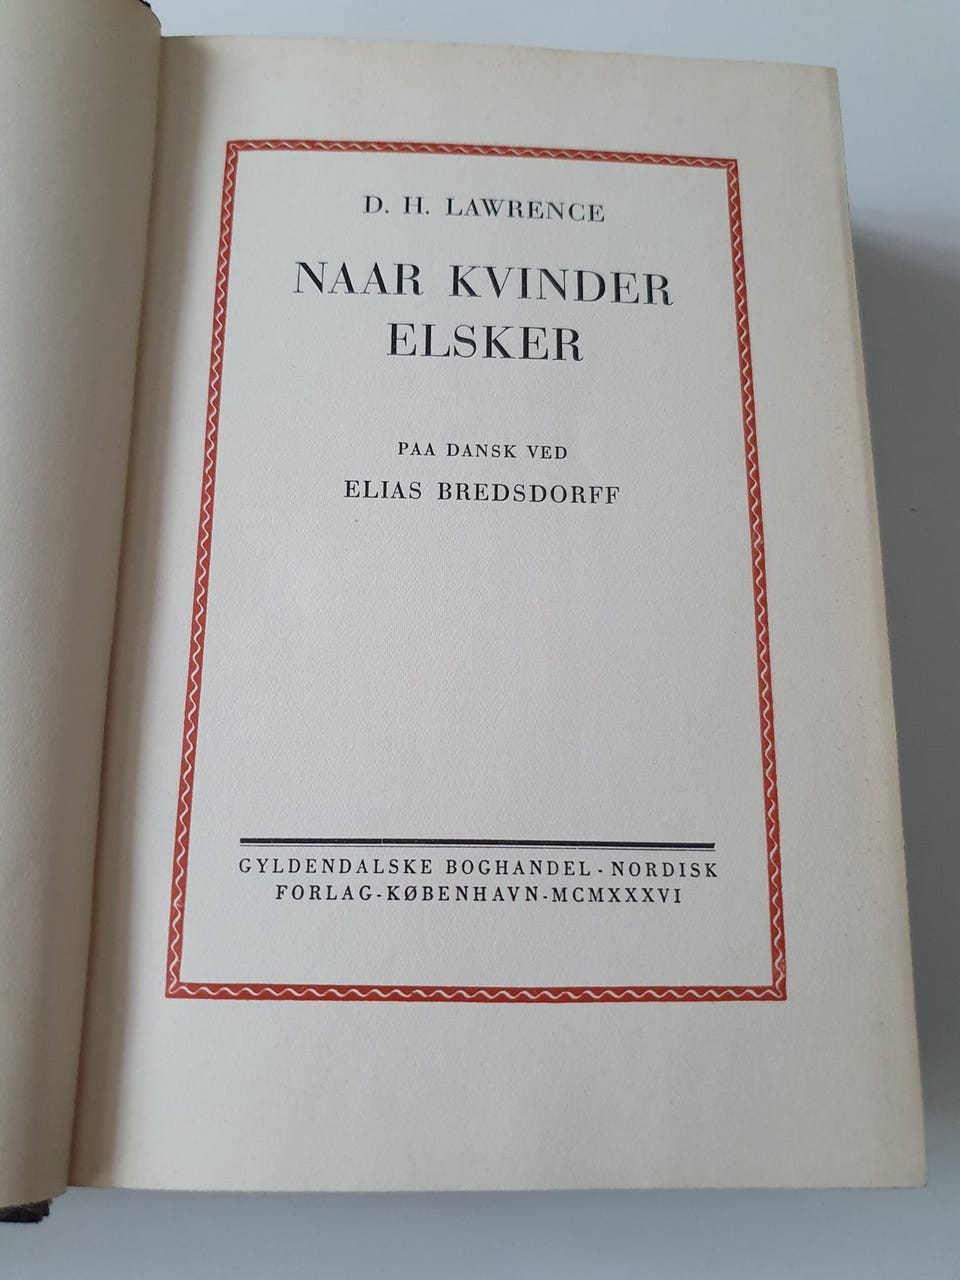 D. H. LAWRENCE
NAAR KVINDER
ELSKER
PAA DANSK VED
ELIAS BREDSDORFF
GYLDENDALSKE BOGHANDEL - NORDISK
FORLAG - KØBENHAVN - MCMXXXVI